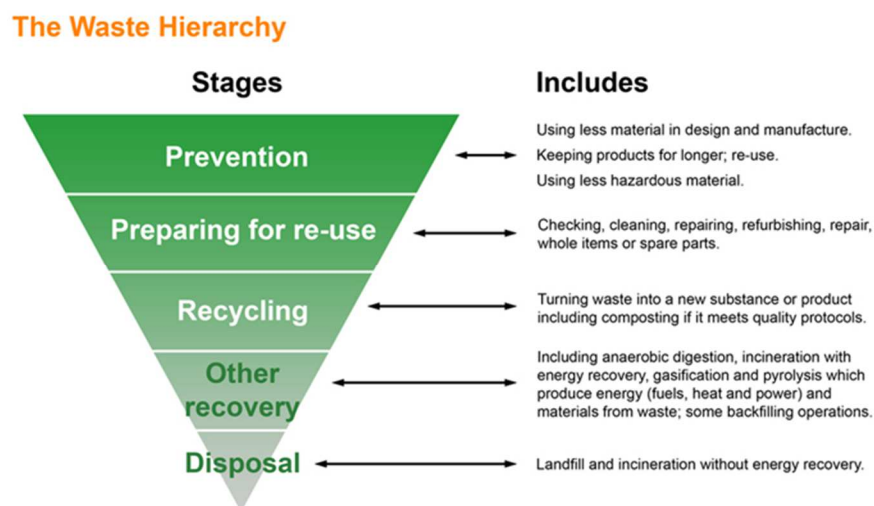 The Waste Hierarchy
Stages
Includes
Prevention
Using less material in design and manufacture.
Keeping products for longer; re-use.
Using less hazardous material.
Preparing for re-use
Checking, cleaning, repairing, refurbishing, repair,
whole items or spare parts.
Recycling
Turning waste into a new substance or product
including composting if it meets quality protocols.
Other
recovery
Including anaerobic digestion, incineration with
energy recovery, gasification and pyrolysis which
produce energy (fuels, heat and power) and
materials from waste; some backfilling operations.
Disposal
Landfill and incineration without energy recovery.